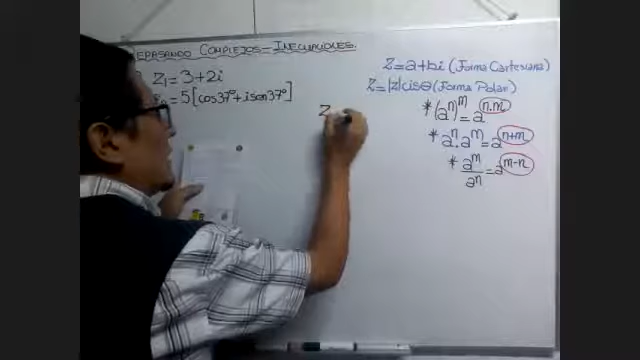 REPASANDO COMPLEJOS - INECUACIONES.
Z₁ = 3+2i
= 5[cos37°+isen37°]
Z
Z=a+bi (Forma Cartesiana)
Z=|Z|cisθ (Forma Polar)
*(aⁿ)ᵐ=aⁿ·ᵐ
*aⁿ.aᵐ=aⁿ⁺ᵐ
*aᵐ/aⁿ=aᵐ⁻ⁿ